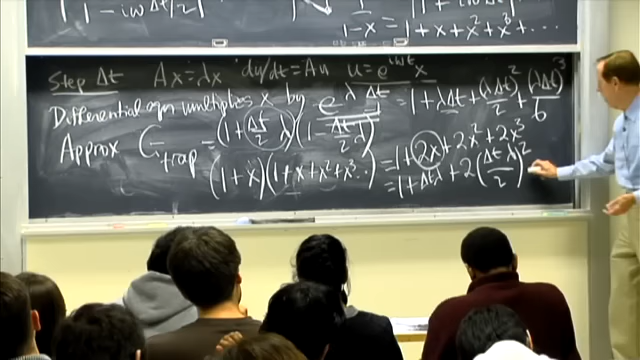 1 - iωΔt/2
1/(1-x) = 1 + x + x² + x³ + ...
Step Δt Ax = λx du/dt = Au u = e^{iωt} x
Differential eqn multiplies x by e^{λΔt} = 1 + λΔt + (λΔt)²/2 + (λΔt)³/6
Approx G_trap = (1 + Δt/2 λ)(1 - Δt/2 λ) = 1 + 2x + 2x² + 2x³
(1 + x)(1 + x + x² + x³ ...) = 1 + Δtλ + 2(Δt λ/2)²